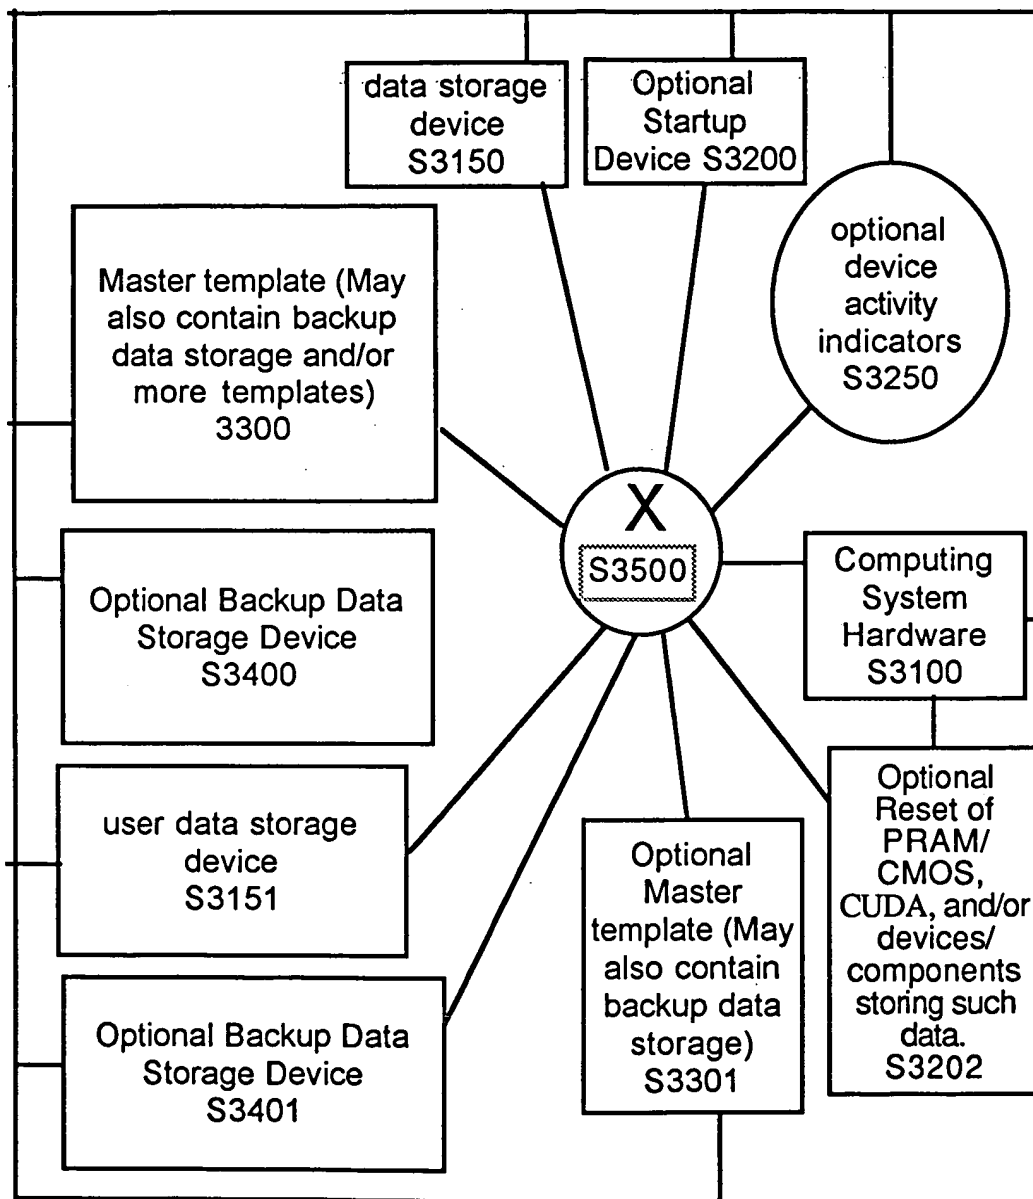 data storage
device
S3150
Optional
Startup
Device S3200
optional
device
activity
indicators
S3250
Master template (May
also contain backup
data storage and/or
more templates)
3300
X
S3500
Computing
System
Hardware
S3100
Optional Backup Data
Storage Device
S3400
user data storage
device
S3151
Optional
Master
template (May
also contain
backup data
storage)
S3301
Optional
Reset of
PRAM/
CMOS,
CUDA, and/or
devices/
components
storing such
data.
S3202
Optional Backup Data
Storage Device
S3401